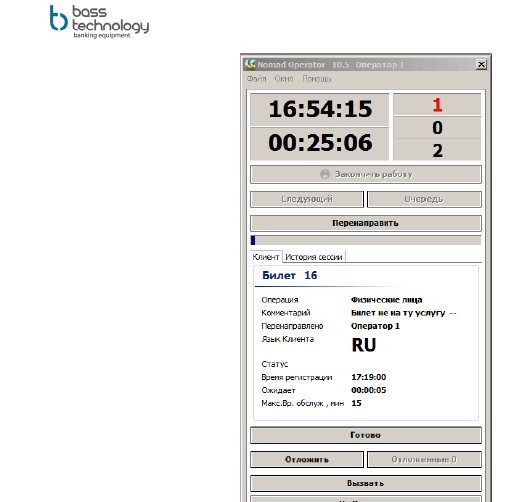 bass
technology
banking equipment
Nomad Operator 10.5 Оператор 1
Файл Окно Помощь
16:54:15
1
0
00:25:06
2
Закончить работу
Следующий Очередь
Перенаправить
Клиент История сессии
Билет 16
Операция Физические лица
Комментарий Билет не на ту услугу --
Перенаправлено Оператор 1
Язык Клиента RU
Статус
Время регистрации 17:19:00
Ожидает 00:00:05
Макс.Вр. обслуж , мин 15
Готово
Отложить Отложенные 0
Вызвать